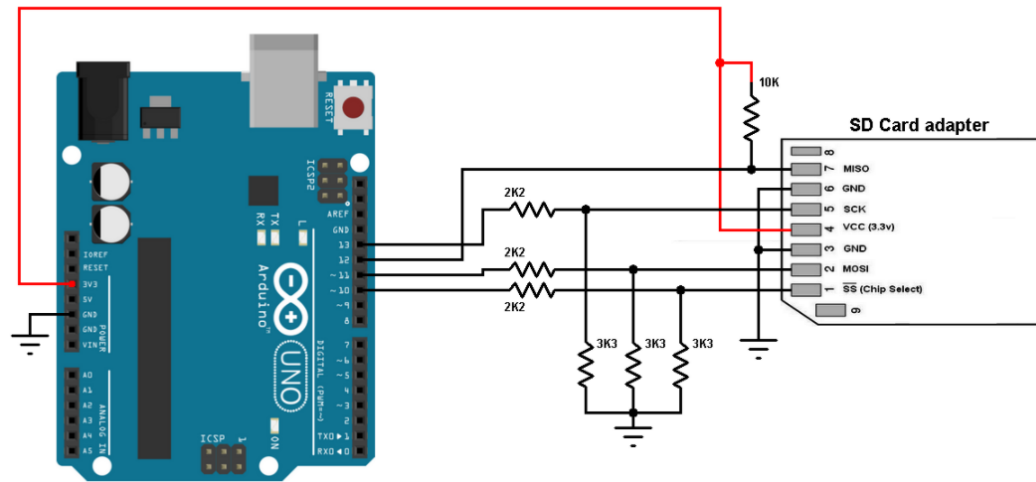 10K
SD Card adapter
RESET
ICSP2
8
7 MISO
6 GND
5 SCK
4 VCC (3.3v)
3 GND
2 MOSI
1 SS (Chip Select)
9
2K2
2K2
2K2
3K3
3K3
3K3
AREF
GND
13
12
~11
~10
~9
8
7
~6
~5
4
~3
2
TX0►1
RX0◄0
DIGITAL (PWM=~)
RX
TX
L
Arduino™
UNO
ON
ICSP
1
IOREF
RESET
3V3
5V
GND
GND
VIN
POWER
A0
A1
A2
A3
A4
A5
ANALOG IN